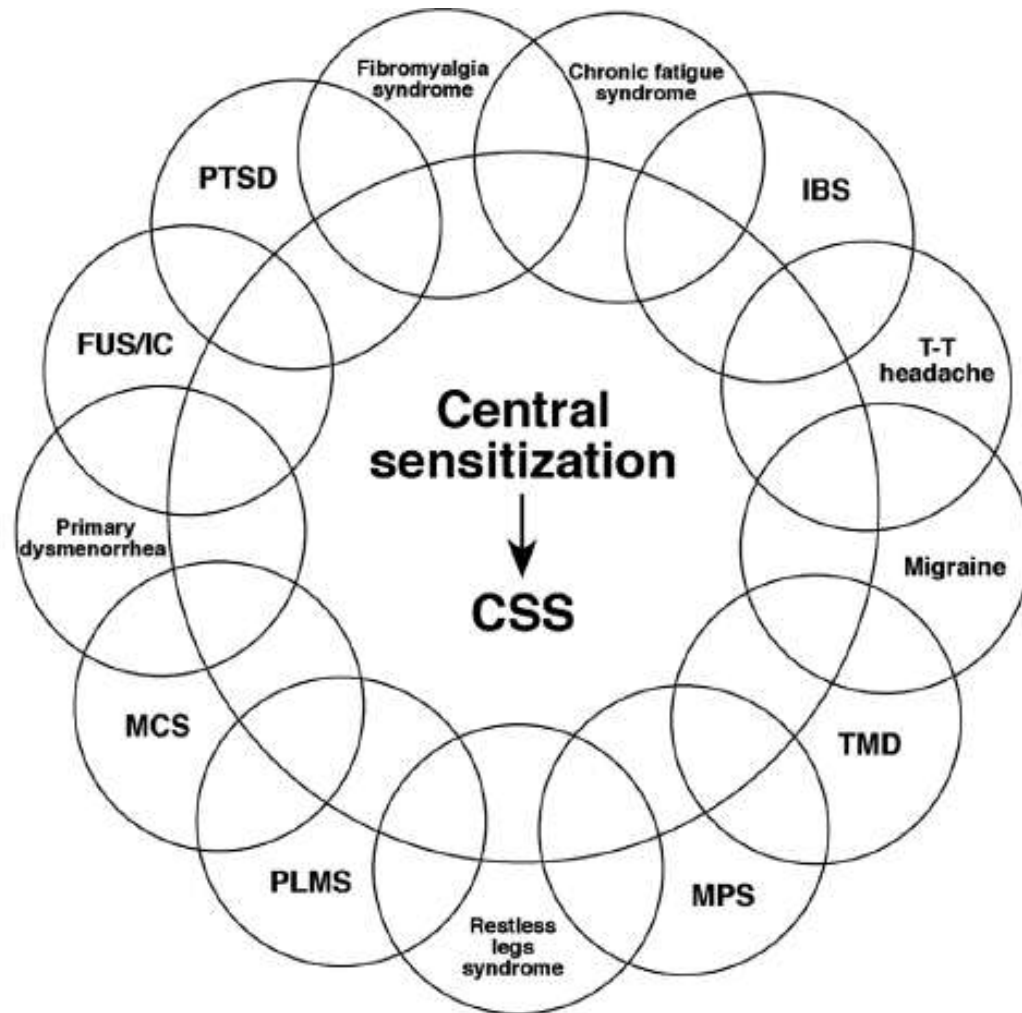 Fibromyalgia
syndrome
Chronic fatigue
syndrome
PTSD
IBS
FUS/IC
T-T
headache
Central
sensitization
CSS
Primary
dysmenorrhea
Migraine
MCS
TMD
PLMS
MPS
Restless
legs
syndrome